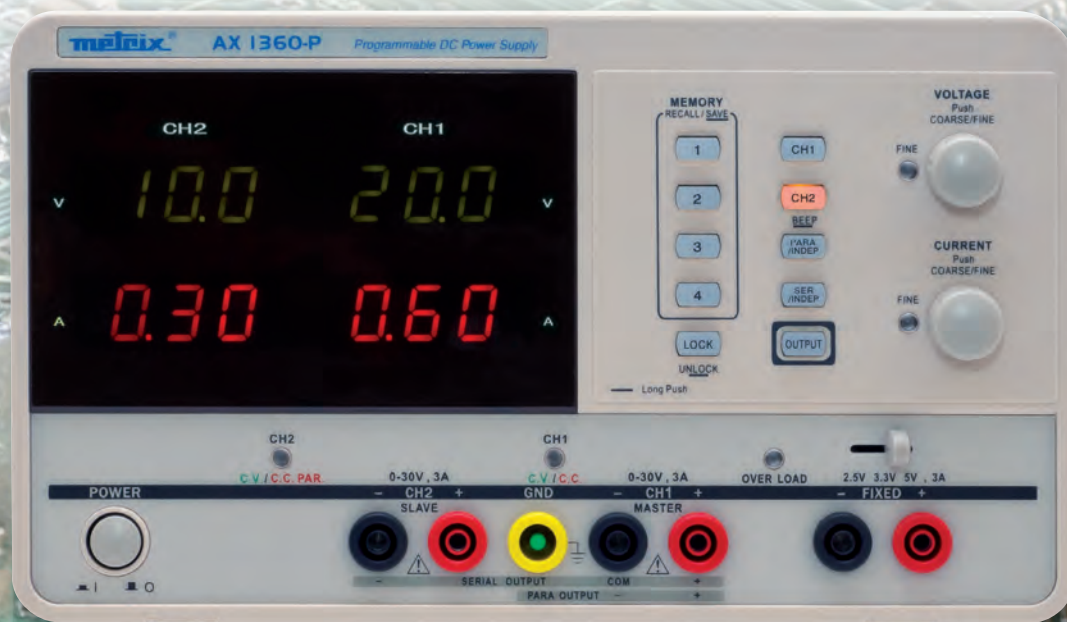 metrix® AX 1360-P Programmable DC Power Supply
CH2 CH1
V 10.0 20.0 V
A 0.30 0.60 A
MEMORY
RECALL/SAVE
1
2
3
4
LOCK
UNLOCK
Long Push
CH1
CH2
BEEP
PARA
/INDEP
SER
/INDEP
OUTPUT
VOLTAGE
Push
COARSE/FINE
FINE
CURRENT
Push
COARSE/FINE
FINE
CH2
C.V / C.C. PAR.
CH1
C.V / C.C.
OVER LOAD
POWER
I O
0-30V , 3A
- CH2 +
SLAVE
GND
0-30V , 3A
- CH1 +
MASTER
2.5V 3.3V 5V , 3A
- FIXED +
- SERIAL OUTPUT COM +
PARA OUTPUT - +